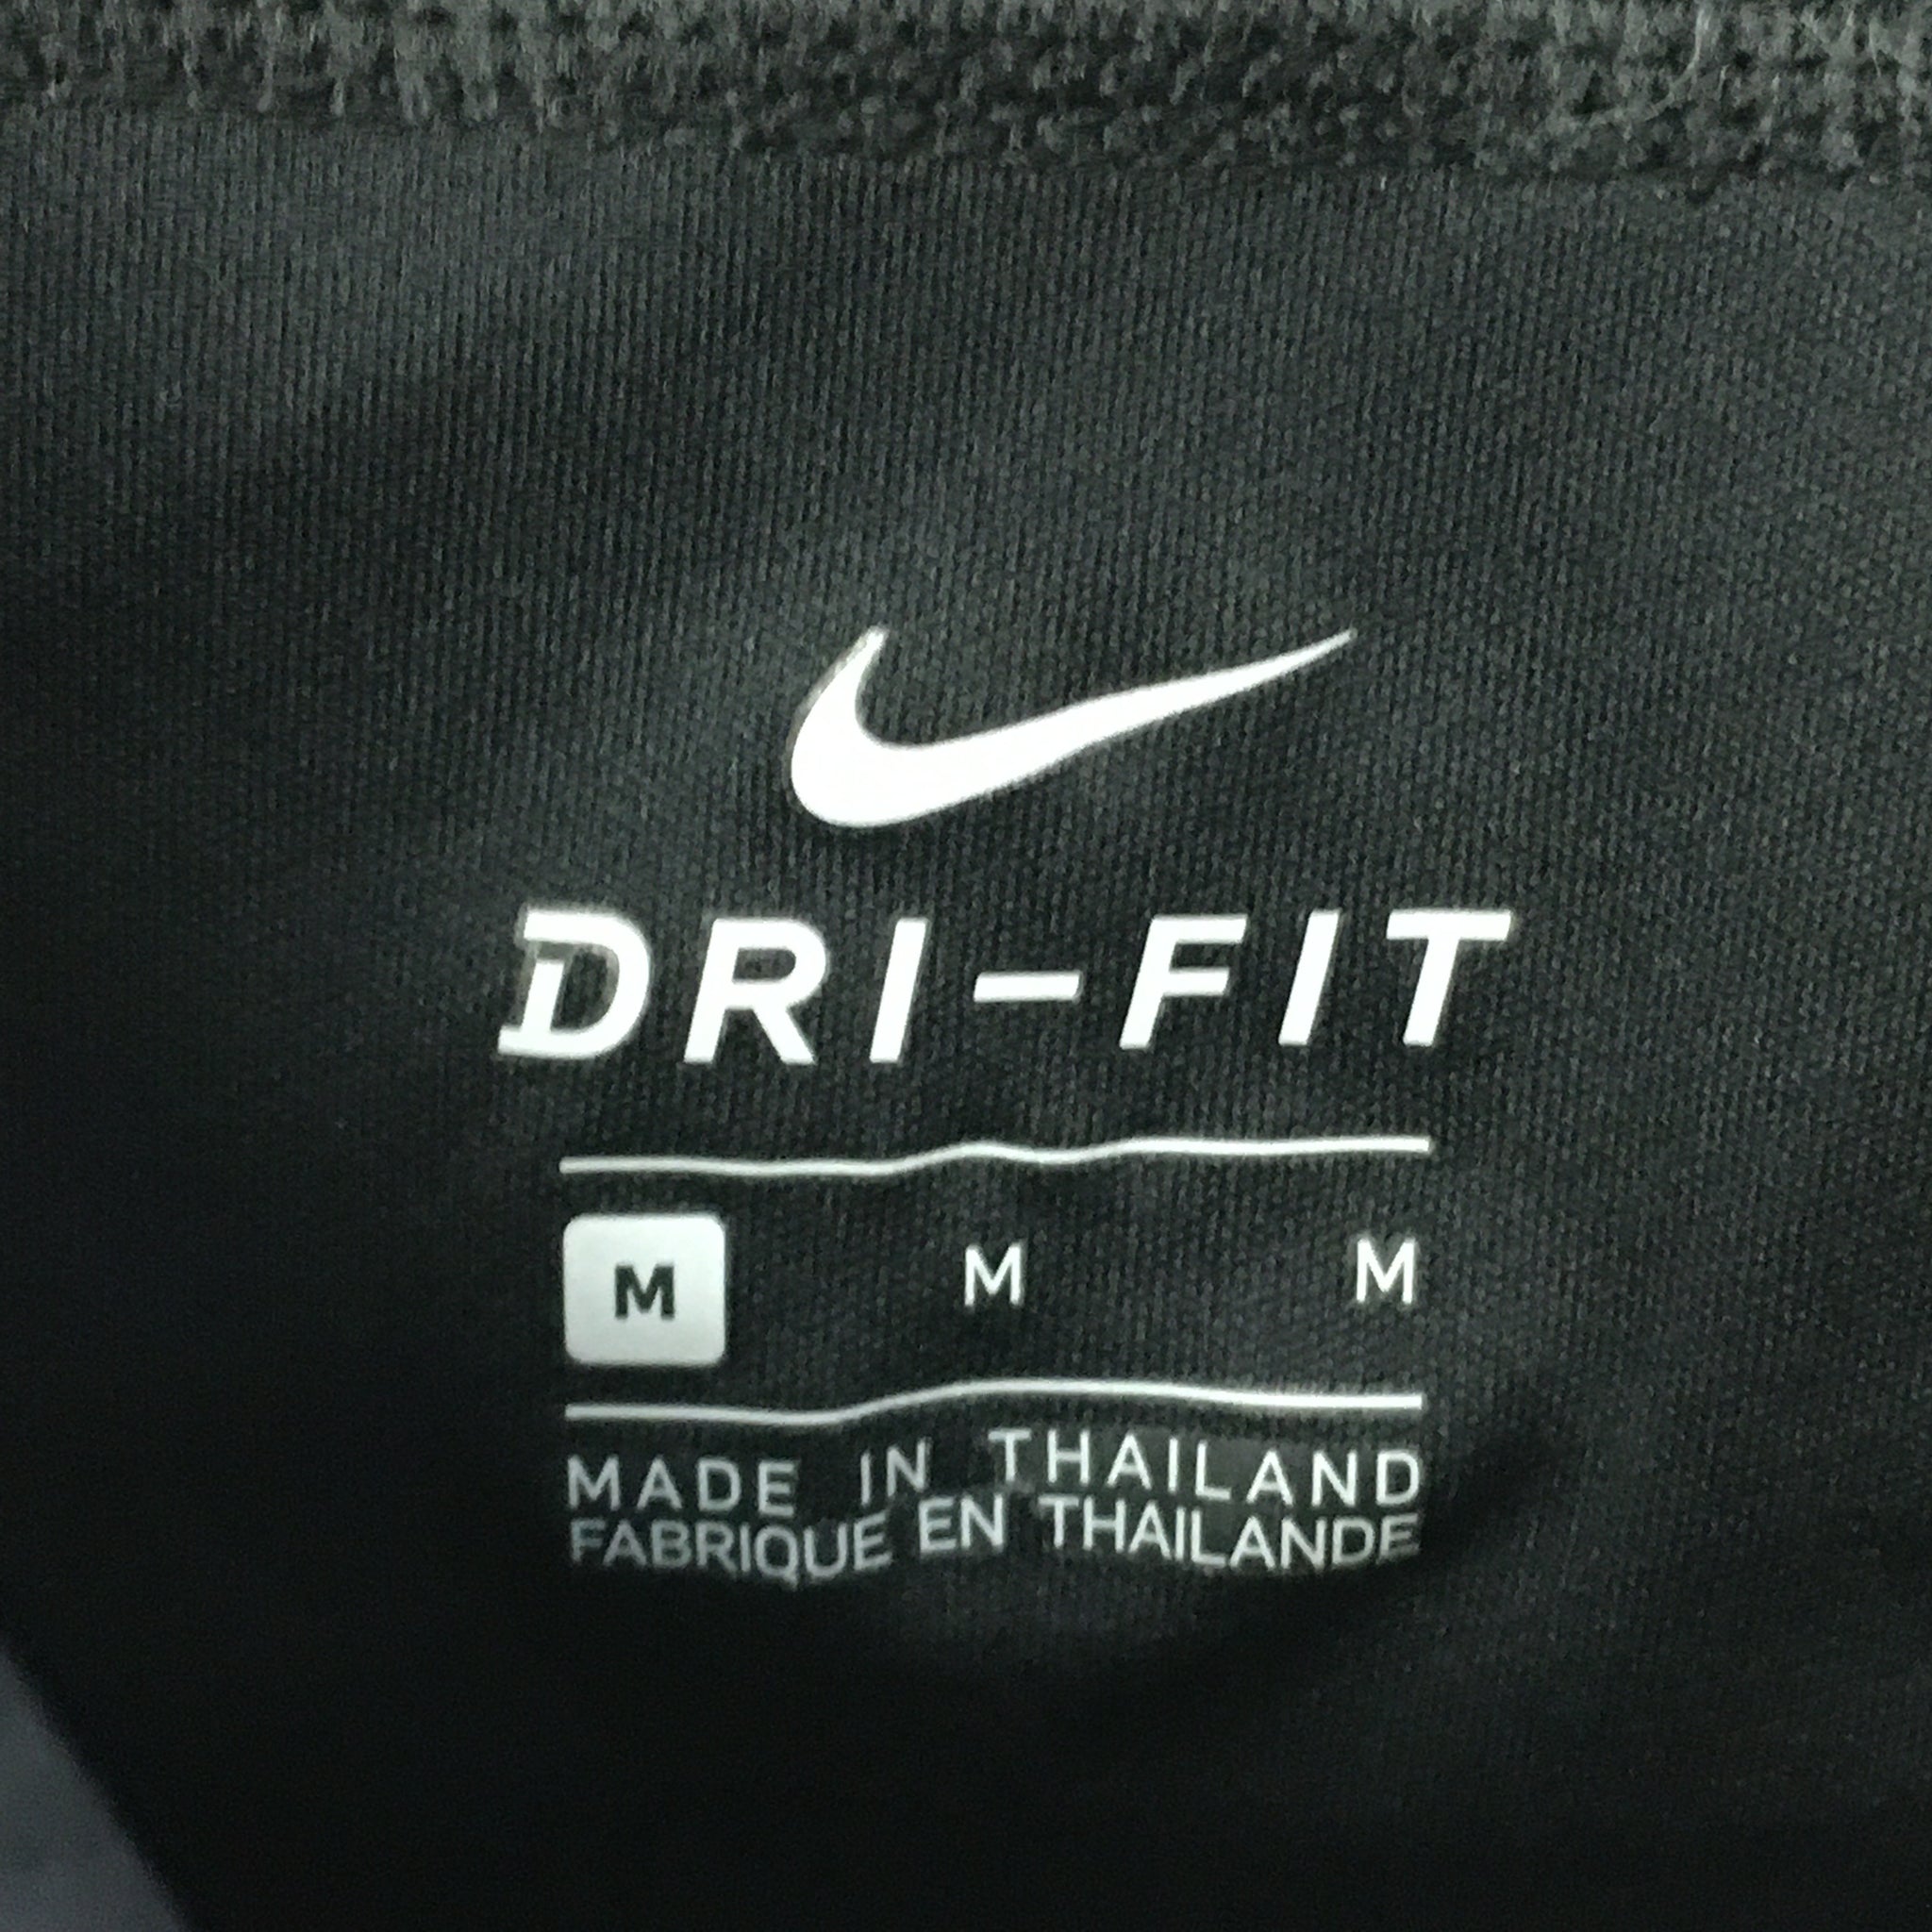 DRI-FIT
M M M
MADE IN THAILAND
FABRIQUE EN THAILANDE